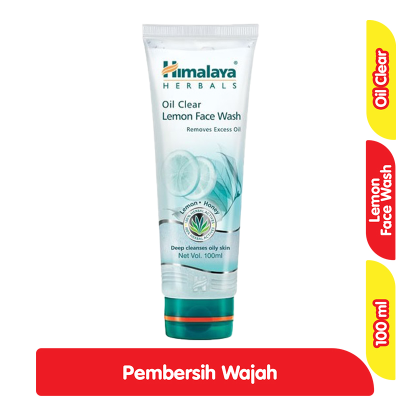 Himalaya
HERBALS
Oil Clear
Lemon Face Wash
Removes Excess Oil
Lemon • Honey
Deep cleanses oily skin
Net Vol. 100ml
Oil Clear
Lemon
Face Wash
100 ml
Pembersih Wajah